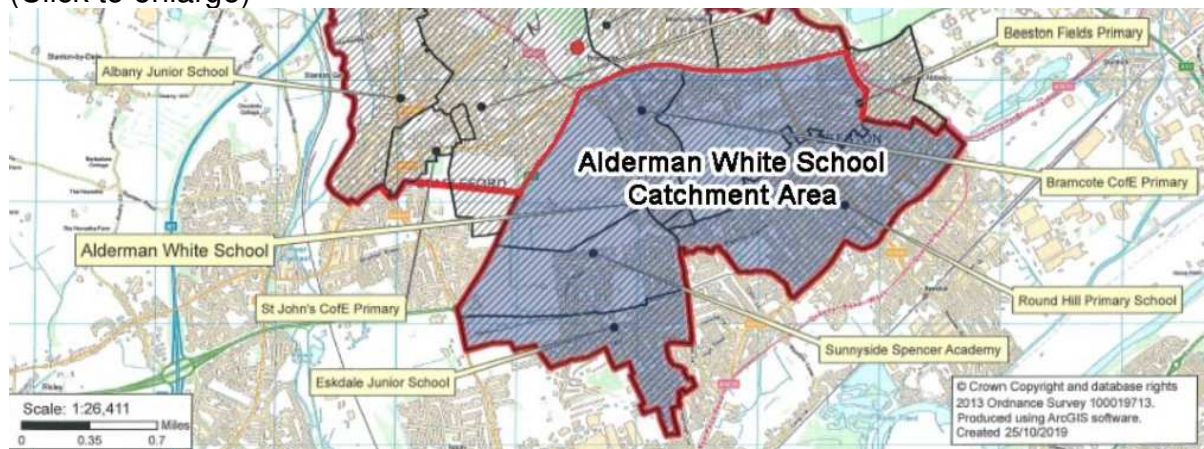 (Click to enlarge)
Beeston Fields Primary
Albany Junior School
Alderman White School
Catchment Area
Bramcote CofE Primary
Alderman White School
St John's CofE Primary
Round Hill Primary School
Sunnyside Spencer Academy
Eskdale Junior School
Scale: 1:26,411
Miles
0 0.35 0.7
© Crown Copyright and database rights
2013 Ordnance Survey 100019713.
Produced using ArcGIS software.
Created 25/10/2019